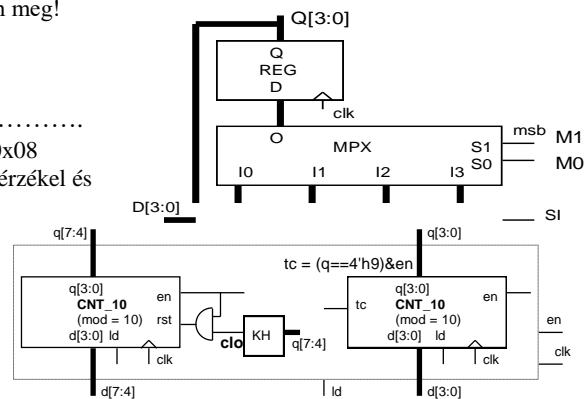 meg!
Q[3:0]
Q
REG
D
clk
O
MPX
msb
S1
M1
S0
M0
I0 I1 I2 I3
0x08
érzékel és
D[3:0]
SI
q[7:4]
q[3:0]
tc = (q==4'h9)&en
q[3:0]
CNT_10
(mod = 10)
d[3:0] ld
en
rst
clk
clo
KH
q[7:4]
tc
q[3:0]
CNT_10
(mod = 10)
d[3:0] ld
en
clk
en
clk
d[7:4]
ld
d[3:0]